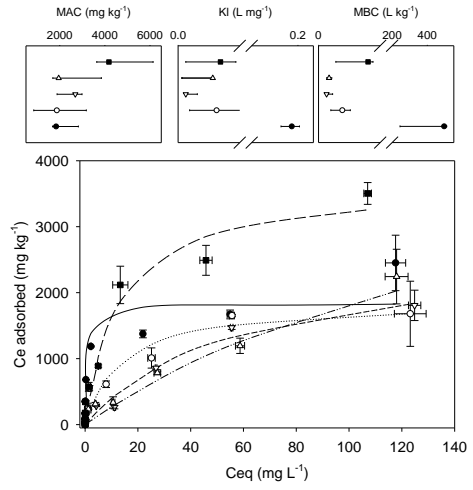 MAC (mg kg⁻¹) KI (L mg⁻¹) MBC (L kg⁻¹)
2000 4000 6000 0.0 0.2 0 200 400
4000
3000
2000
1000
0
Ce adsorbed (mg kg⁻¹)
0 20 40 60 80 100 120 140
Ceq (mg L⁻¹)